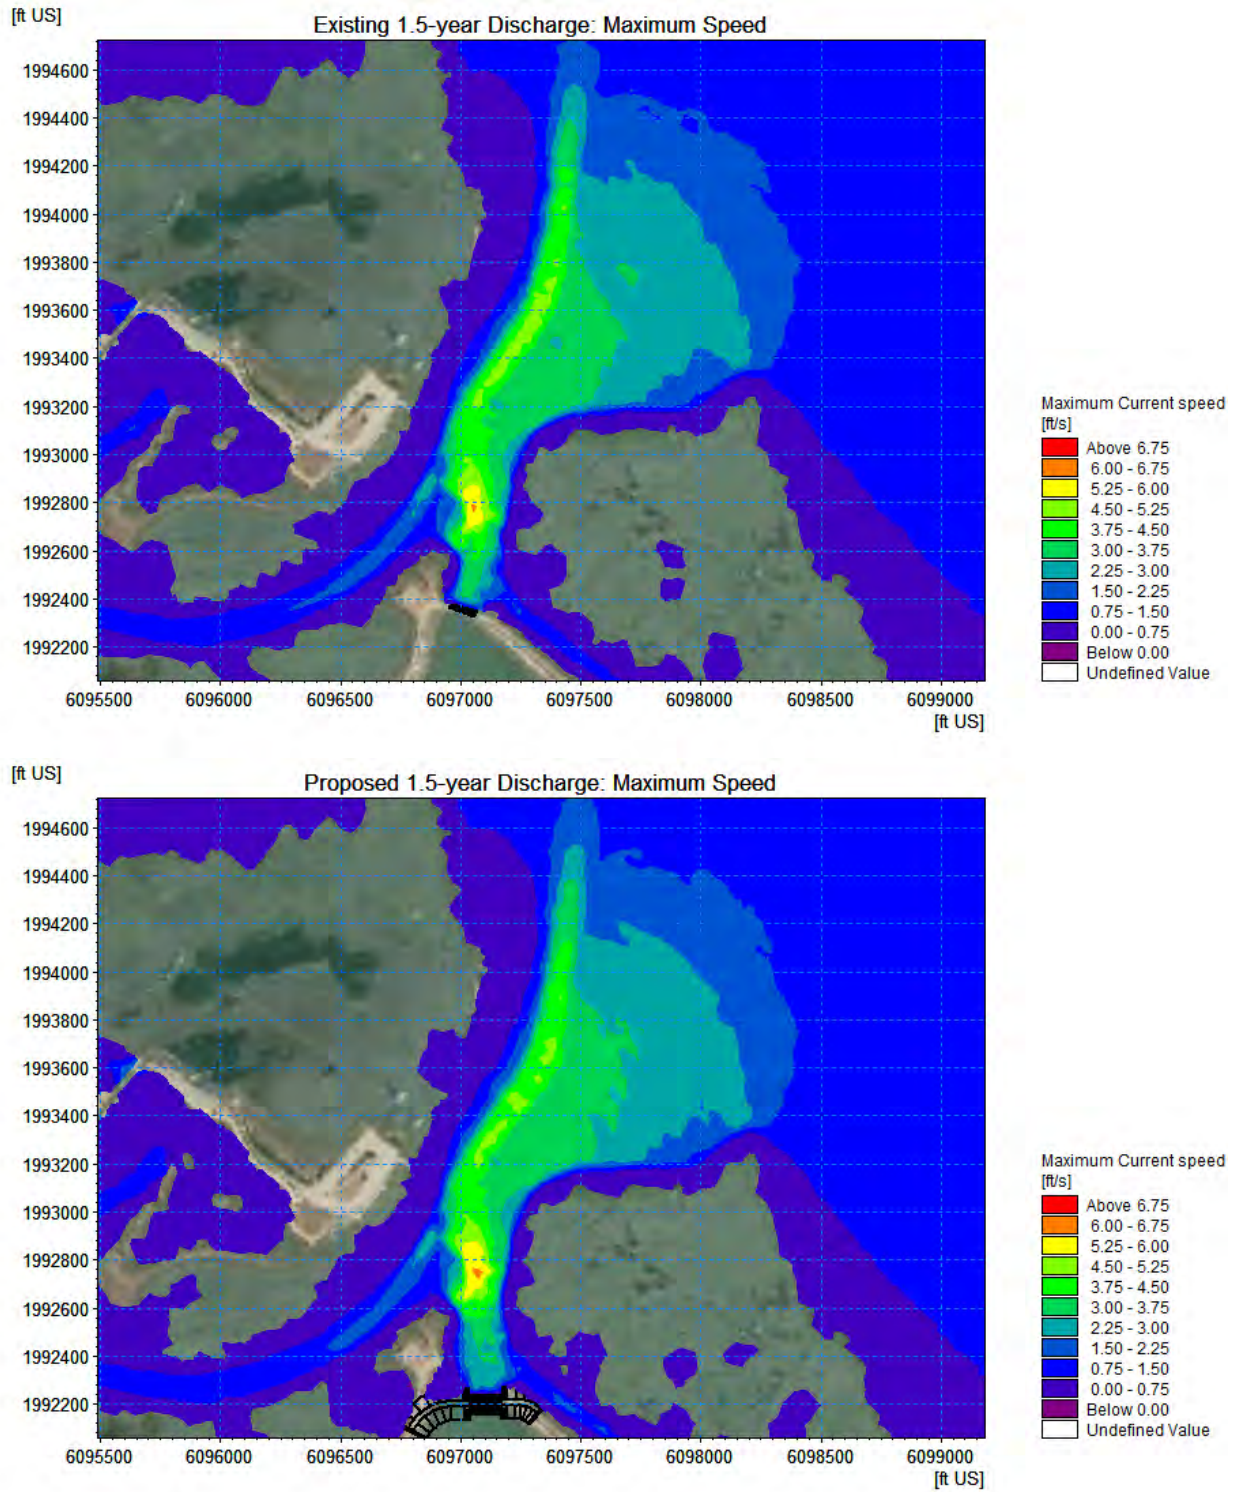 [ft US]
Existing 1.5-year Discharge: Maximum Speed
1994600
1994400
1994200
1994000
1993800
1993600
1993400
1993200
1993000
1992800
1992600
1992400
1992200
6095500 6096000 6096500 6097000 6097500 6098000 6098500 6099000
[ft US]
Maximum Current speed
[ft/s]
Above 6.75
6.00 - 6.75
5.25 - 6.00
4.50 - 5.25
3.75 - 4.50
3.00 - 3.75
2.25 - 3.00
1.50 - 2.25
0.75 - 1.50
0.00 - 0.75
Below 0.00
Undefined Value
[ft US]
Proposed 1.5-year Discharge: Maximum Speed
1994600
1994400
1994200
1994000
1993800
1993600
1993400
1993200
1993000
1992800
1992600
1992400
1992200
6095500 6096000 6096500 6097000 6097500 6098000 6098500 6099000
[ft US]
Maximum Current speed
[ft/s]
Above 6.75
6.00 - 6.75
5.25 - 6.00
4.50 - 5.25
3.75 - 4.50
3.00 - 3.75
2.25 - 3.00
1.50 - 2.25
0.75 - 1.50
0.00 - 0.75
Below 0.00
Undefined Value